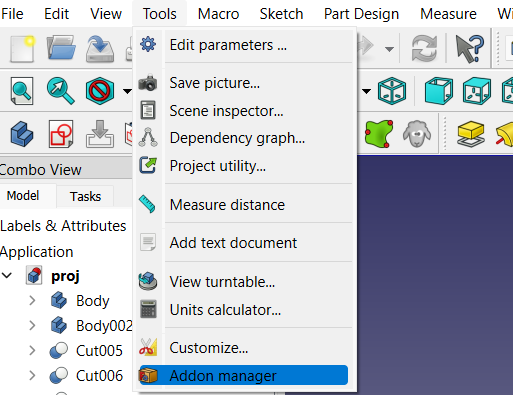 File Edit View Tools Macro Sketch Part Design Measure
Edit parameters ...
Save picture...
Scene inspector...
Dependency graph...
Project utility...
Measure distance
Add text document
View turntable...
Units calculator...
Customize...
Addon manager
Combo View
Model Tasks
Labels & Attributes
Application
proj
Body
Body002
Cut005
Cut006